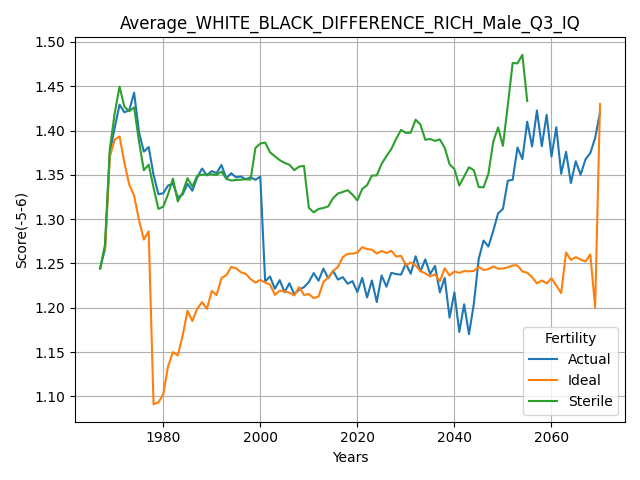 Average_WHITE_BLACK_DIFFERENCE_RICH_Male_Q3_IQ
1.50
1.45
1.40
1.35
1.30
1.25
1.20
1.15
1.10
Score(-5-6)
1980
2000
2020
2040
2060
Years
Fertility
Actual
Ideal
Sterile